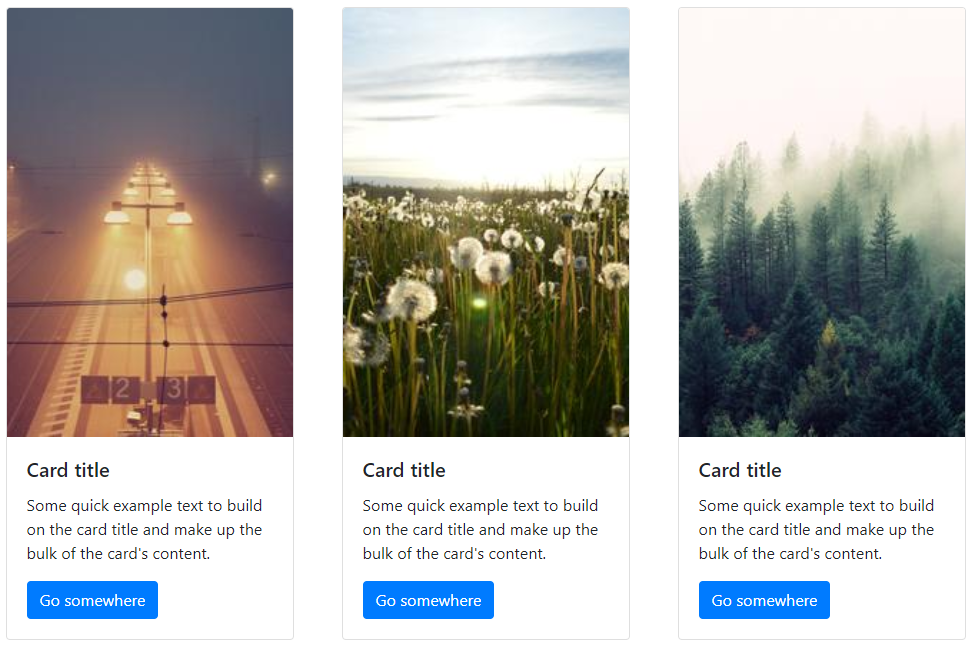 2 3
Card title
Some quick example text to build
on the card title and make up the
bulk of the card's content.
Go somewhere
Card title
Some quick example text to build
on the card title and make up the
bulk of the card's content.
Go somewhere
Card title
Some quick example text to build
on the card title and make up the
bulk of the card's content.
Go somewhere